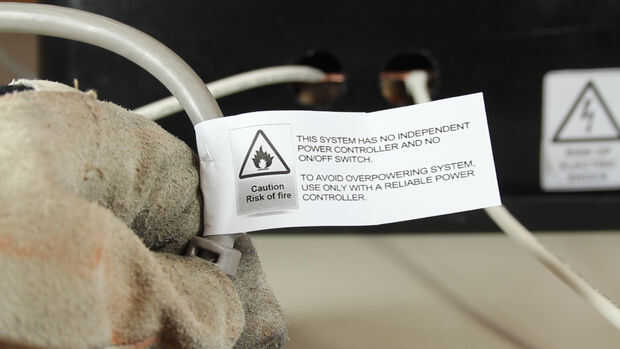 THIS SYSTEM HAS NO INDEPENDENT
POWER CONTROLLER AND NO
ON/OFF SWITCH.
TO AVOID OVERPOWERING SYSTEM,
USE ONLY WITH A RELIABLE POWER
CONTROLLER.
Caution
Risk of fire